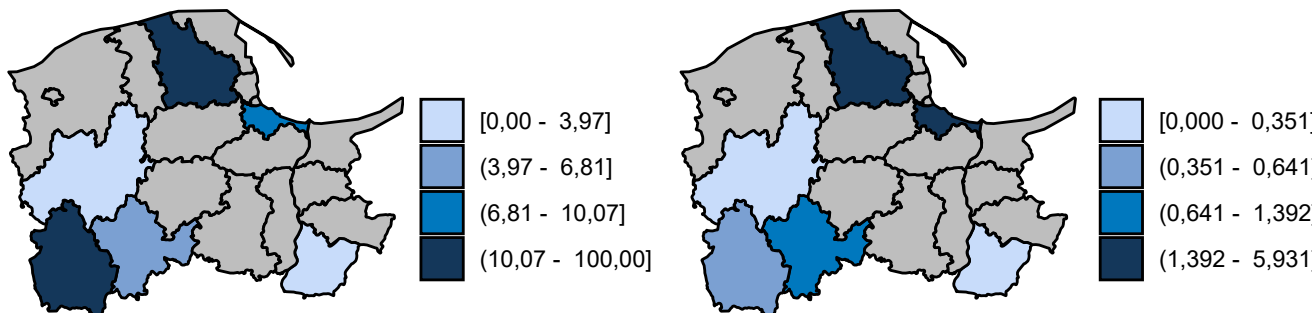 [0,00 - 3,97]
(3,97 - 6,81]
(6,81 - 10,07]
(10,07 - 100,00]
[0,000 - 0,351]
(0,351 - 0,641]
(0,641 - 1,392]
(1,392 - 5,931]